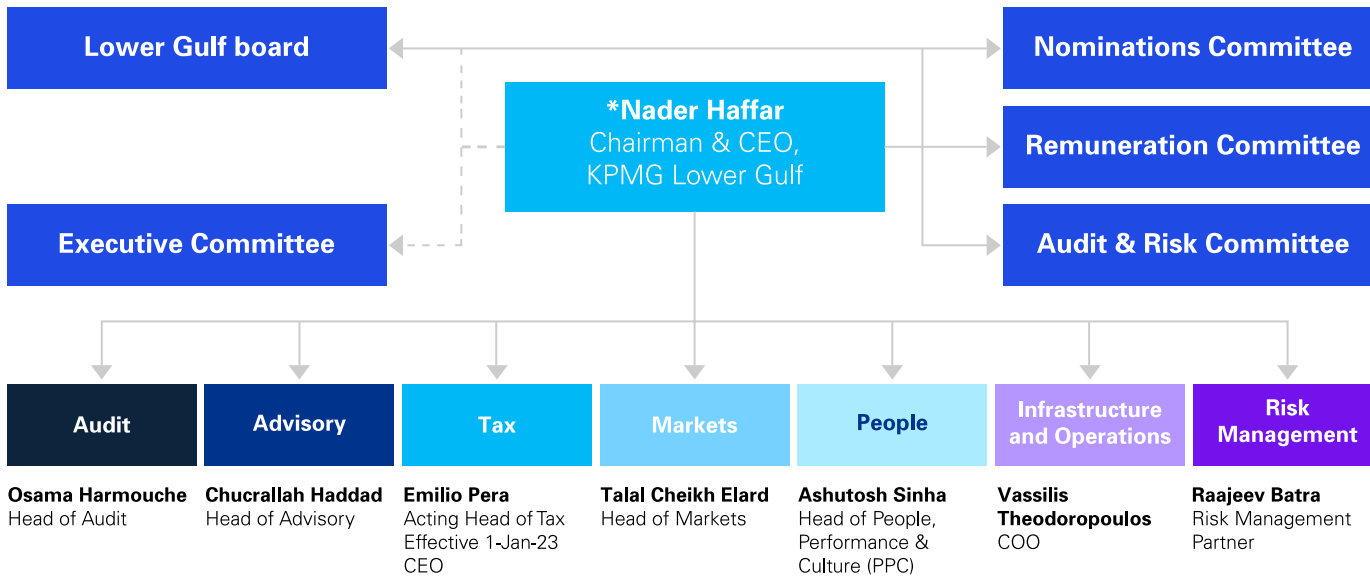 Lower Gulf board
Nominations Committee
*Nader Haffar
Chairman & CEO,
KPMG Lower Gulf
Remuneration Committee
Executive Committee
Audit & Risk Committee
Audit
Advisory
Tax
Markets
People
Infrastructure
and Operations
Risk
Management
Osama Harmouche
Head of Audit
Chucrallah Haddad
Head of Advisory
Emilio Pera
Acting Head of Tax
Effective 1-Jan-23
CEO
Talal Cheikh Elard
Head of Markets
Ashutosh Sinha
Head of People,
Performance &
Culture (PPC)
Vassilis
Theodoropoulos
COO
Raajeev Batra
Risk Management
Partner